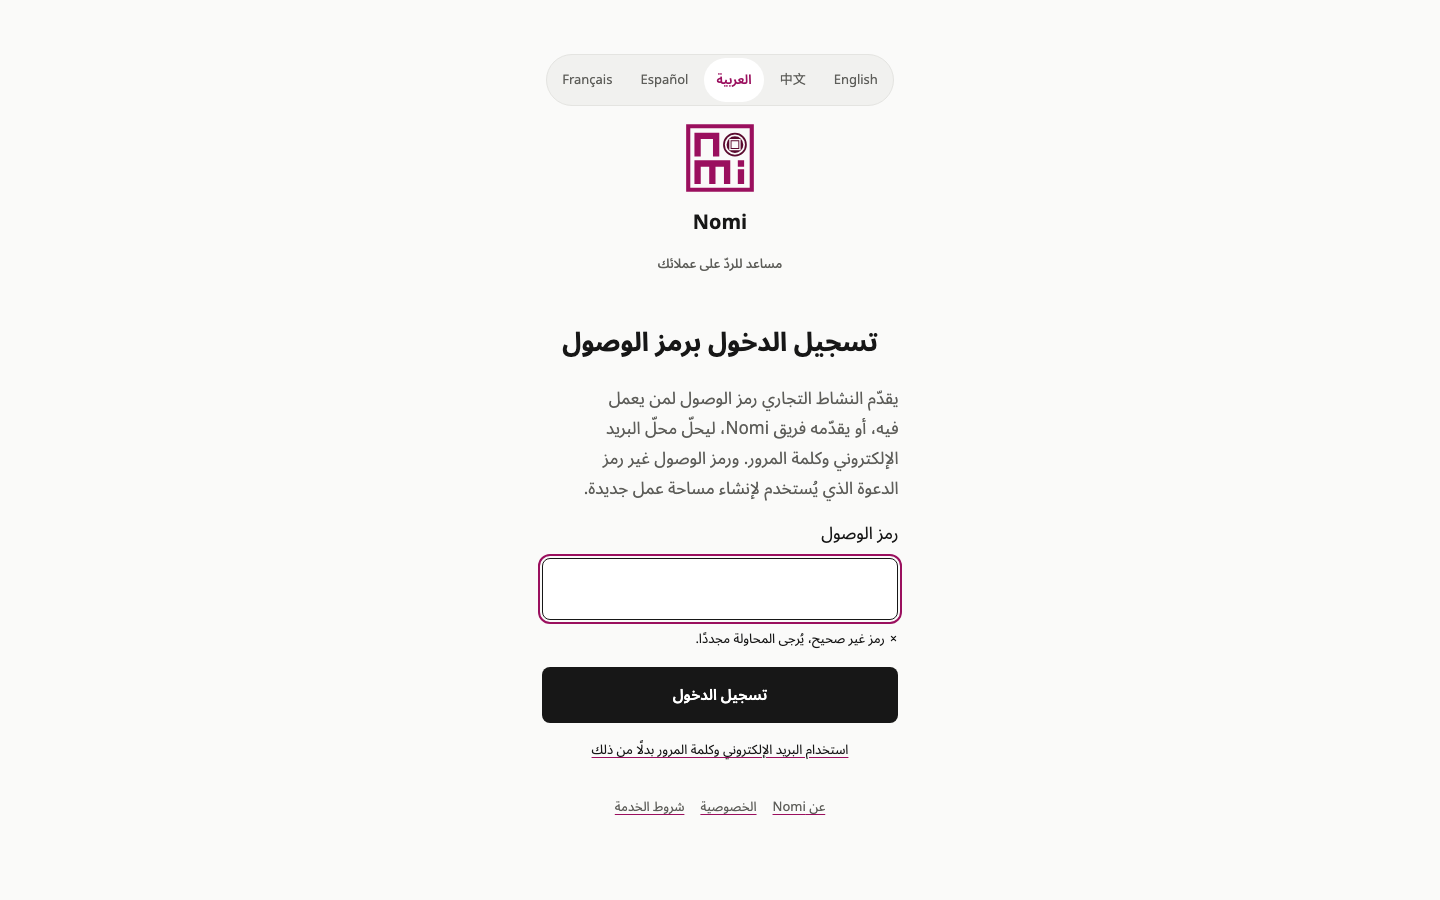 English
中文
العربية
Español
Français
nomi
Nomi
مساعد للردّ على عملائك
تسجيل الدخول برمز الوصول
يقدّم النشاط التجاري رمز الوصول لمن يعمل
فيه، أو يقدّمه فريق Nomi، ليحلّ محلّ البريد
الإلكتروني وكلمة المرور. ورمز الوصول غير رمز
الدعوة الذي يُستخدم لإنشاء مساحة عمل جديدة.
رمز الوصول
× رمز غير صحيح، يُرجى المحاولة مجددًا.
تسجيل الدخول
استخدام البريد الإلكتروني وكلمة المرور بدلًا من ذلك
عن Nomi
الخصوصية
شروط الخدمة